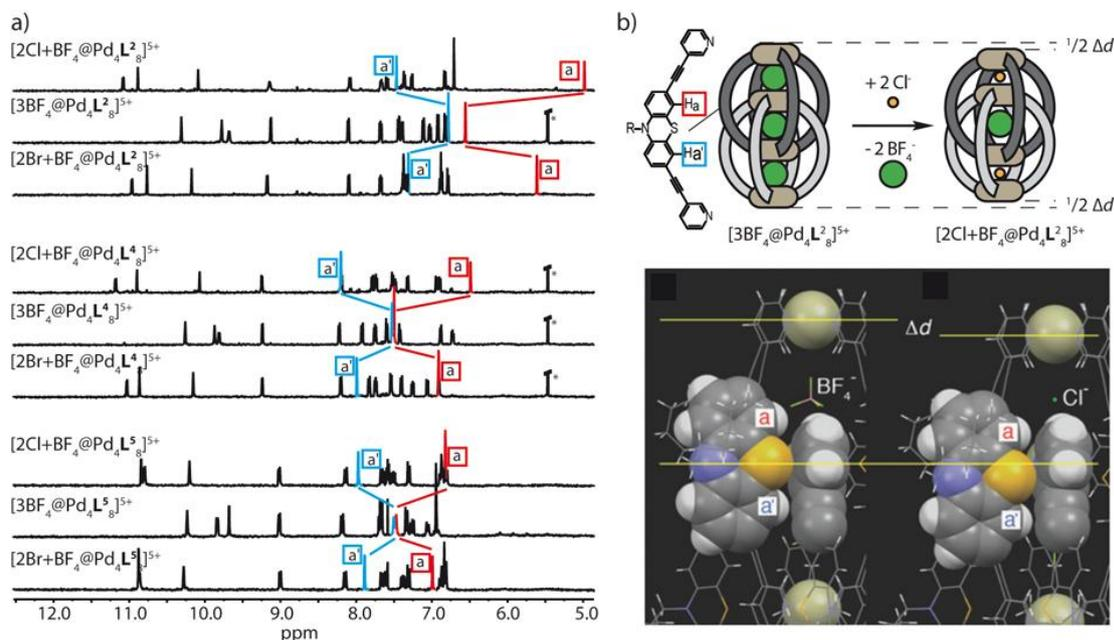 a)
[2Cl+BF₄@Pd₄L²₈]⁵⁺
a'
a
[3BF₄@Pd₄L²₈]⁵⁺
*
[2Br+BF₄@Pd₄L²₈]⁵⁺
a'
a
[2Cl+BF₄@Pd₄L⁴₈]⁵⁺
a'
a
*
[3BF₄@Pd₄L⁴₈]⁵⁺
*
[2Br+BF₄@Pd₄L⁴₈]⁵⁺
a'
a
*
[2Cl+BF₄@Pd₄L⁵₈]⁵⁺
a'
a
[3BF₄@Pd₄L⁵₈]⁵⁺
[2Br+BF₄@Pd₄L⁵₈]⁵⁺
a'
a
12.0 11.0 10.0 9.0 8.0 7.0 6.0 5.0
ppm
b)
N
Ha
R-N S
Ha'
N
+ 2 Cl⁻
- 2 BF₄⁻
1/2 Δd
1/2 Δd
[3BF₄@Pd₄L²₈]⁵⁺
[2Cl+BF₄@Pd₄L²₈]⁵⁺
Δd
BF₄⁻
Cl⁻
a
a
a'
a'